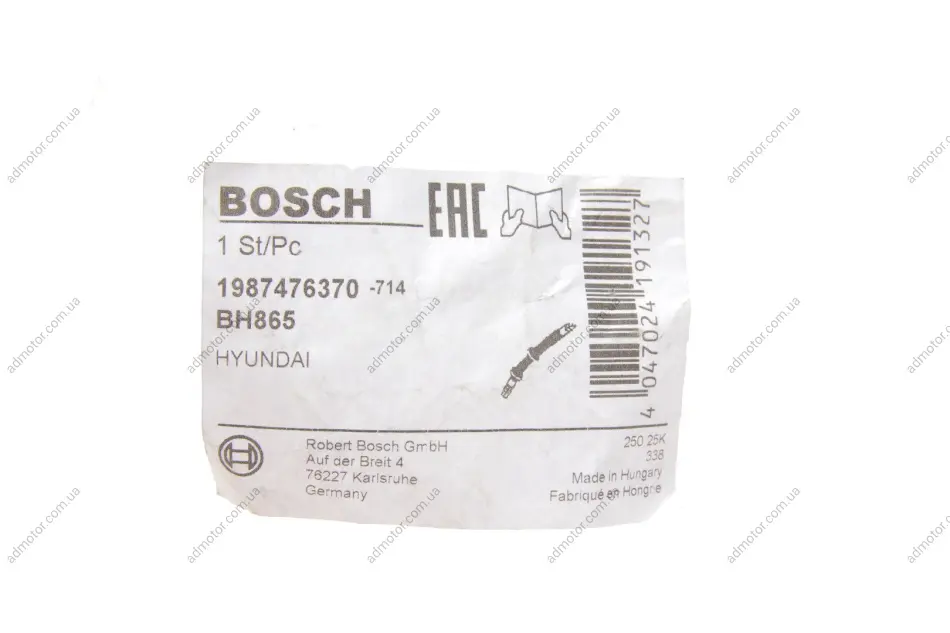 BOSCH
EAC
1 St/Pc
1987476370 -714
BH865
HYUNDAI
4 047024 191327
Robert Bosch GmbH
Auf der Breit 4
76227 Karlsruhe
Germany
250 25K
338
Made in Hungary
Fabriqué en Hongrie
admotor.com.ua